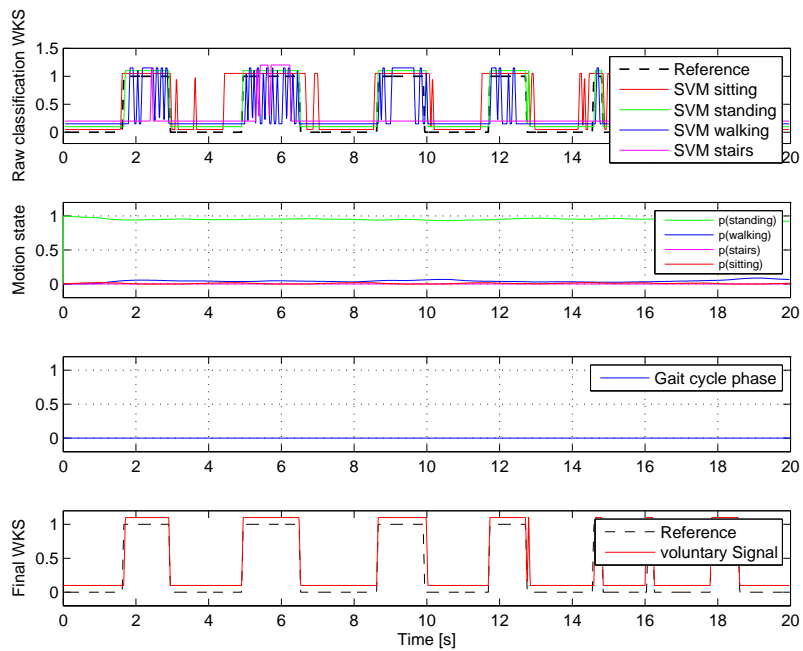 Raw classification WKS
1.5
1
0.5
0
Reference
SVM sitting
SVM standing
SVM walking
SVM stairs
0 2 4 6 8 10 12 14 16 18 20
Motion state
1
0.5
0
p(standing)
p(walking)
p(stairs)
p(sitting)
0 2 4 6 8 10 12 14 16 18 20
1
0.5
0
Gait cycle phase
0 2 4 6 8 10 12 14 16 18 20
Final WKS
1
0.5
0
Reference
voluntary Signal
0 2 4 6 8 10 12 14 16 18 20
Time [s]